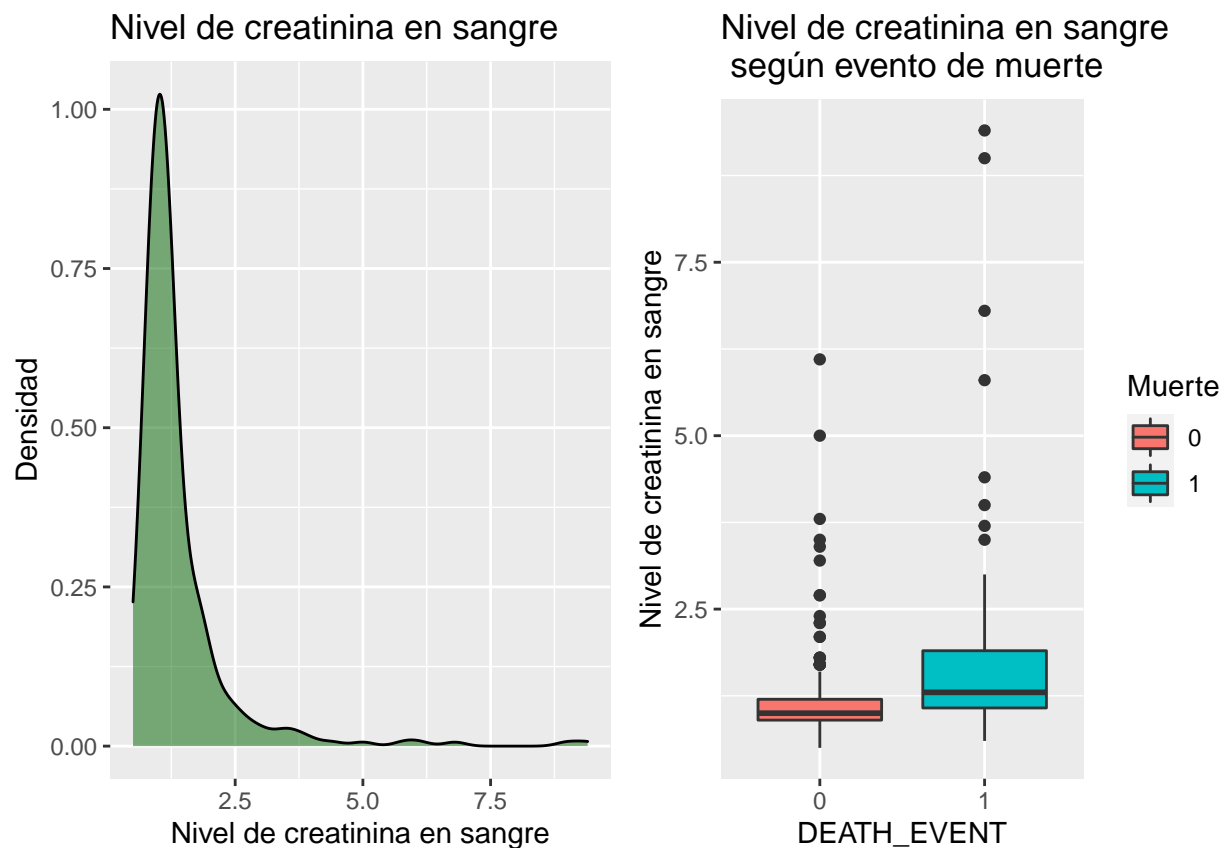 Nivel de creatinina en sangre
1.00
0.75
0.50
0.25
0.00
Densidad
2.5
5.0
7.5
Nivel de creatinina en sangre
Nivel de creatinina en sangre
según evento de muerte
7.5
5.0
2.5
Nivel de creatinina en sangre
0
1
DEATH_EVENT
Muerte
0
1